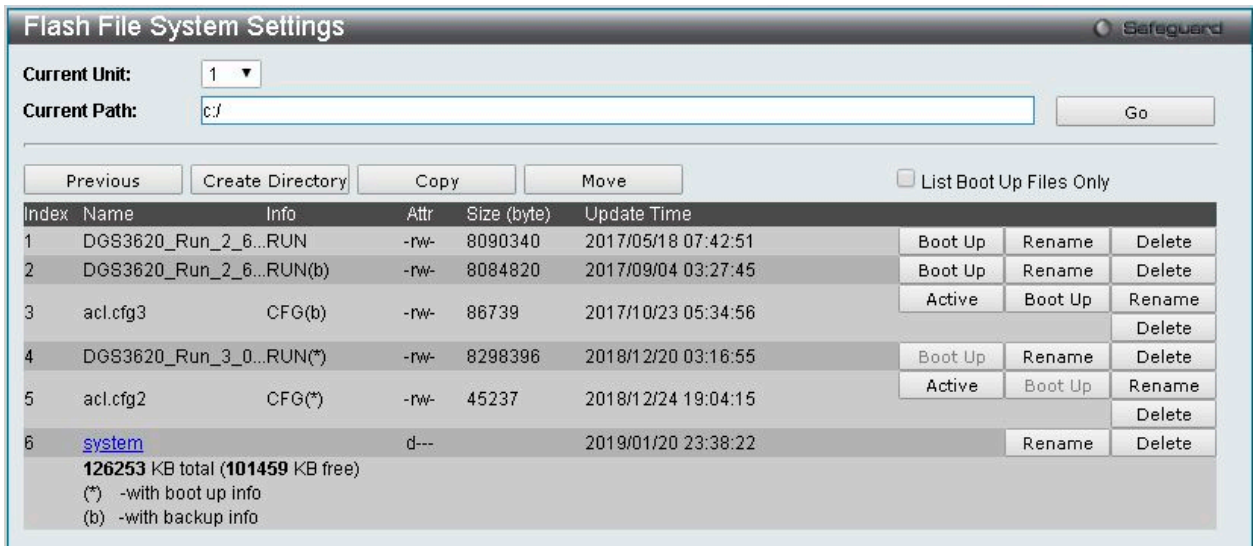 Flash File System Settings Safeguard
Current Unit: 1
Current Path: c:/ Go
Previous Create Directory Copy Move List Boot Up Files Only
Index Name Info Attr Size (byte) Update Time
1 DGS3620_Run_2_6...RUN -rw- 8090340 2017/05/18 07:42:51 Boot Up Rename Delete
2 DGS3620_Run_2_6...RUN(b) -rw- 8084820 2017/09/04 03:27:45 Boot Up Rename Delete
3 acl.cfg3 CFG(b) -rw- 86739 2017/10/23 05:34:56 Active Boot Up Rename
Delete
4 DGS3620_Run_3_0...RUN(*) -rw- 8298396 2018/12/20 03:16:55 Boot Up Rename Delete
5 acl.cfg2 CFG(*) -rw- 45237 2018/12/24 19:04:15 Active Boot Up Rename
Delete
6 system d--- 2019/01/20 23:38:22 Rename Delete
126253 KB total (101459 KB free)
(*) -with boot up info
(b) -with backup info